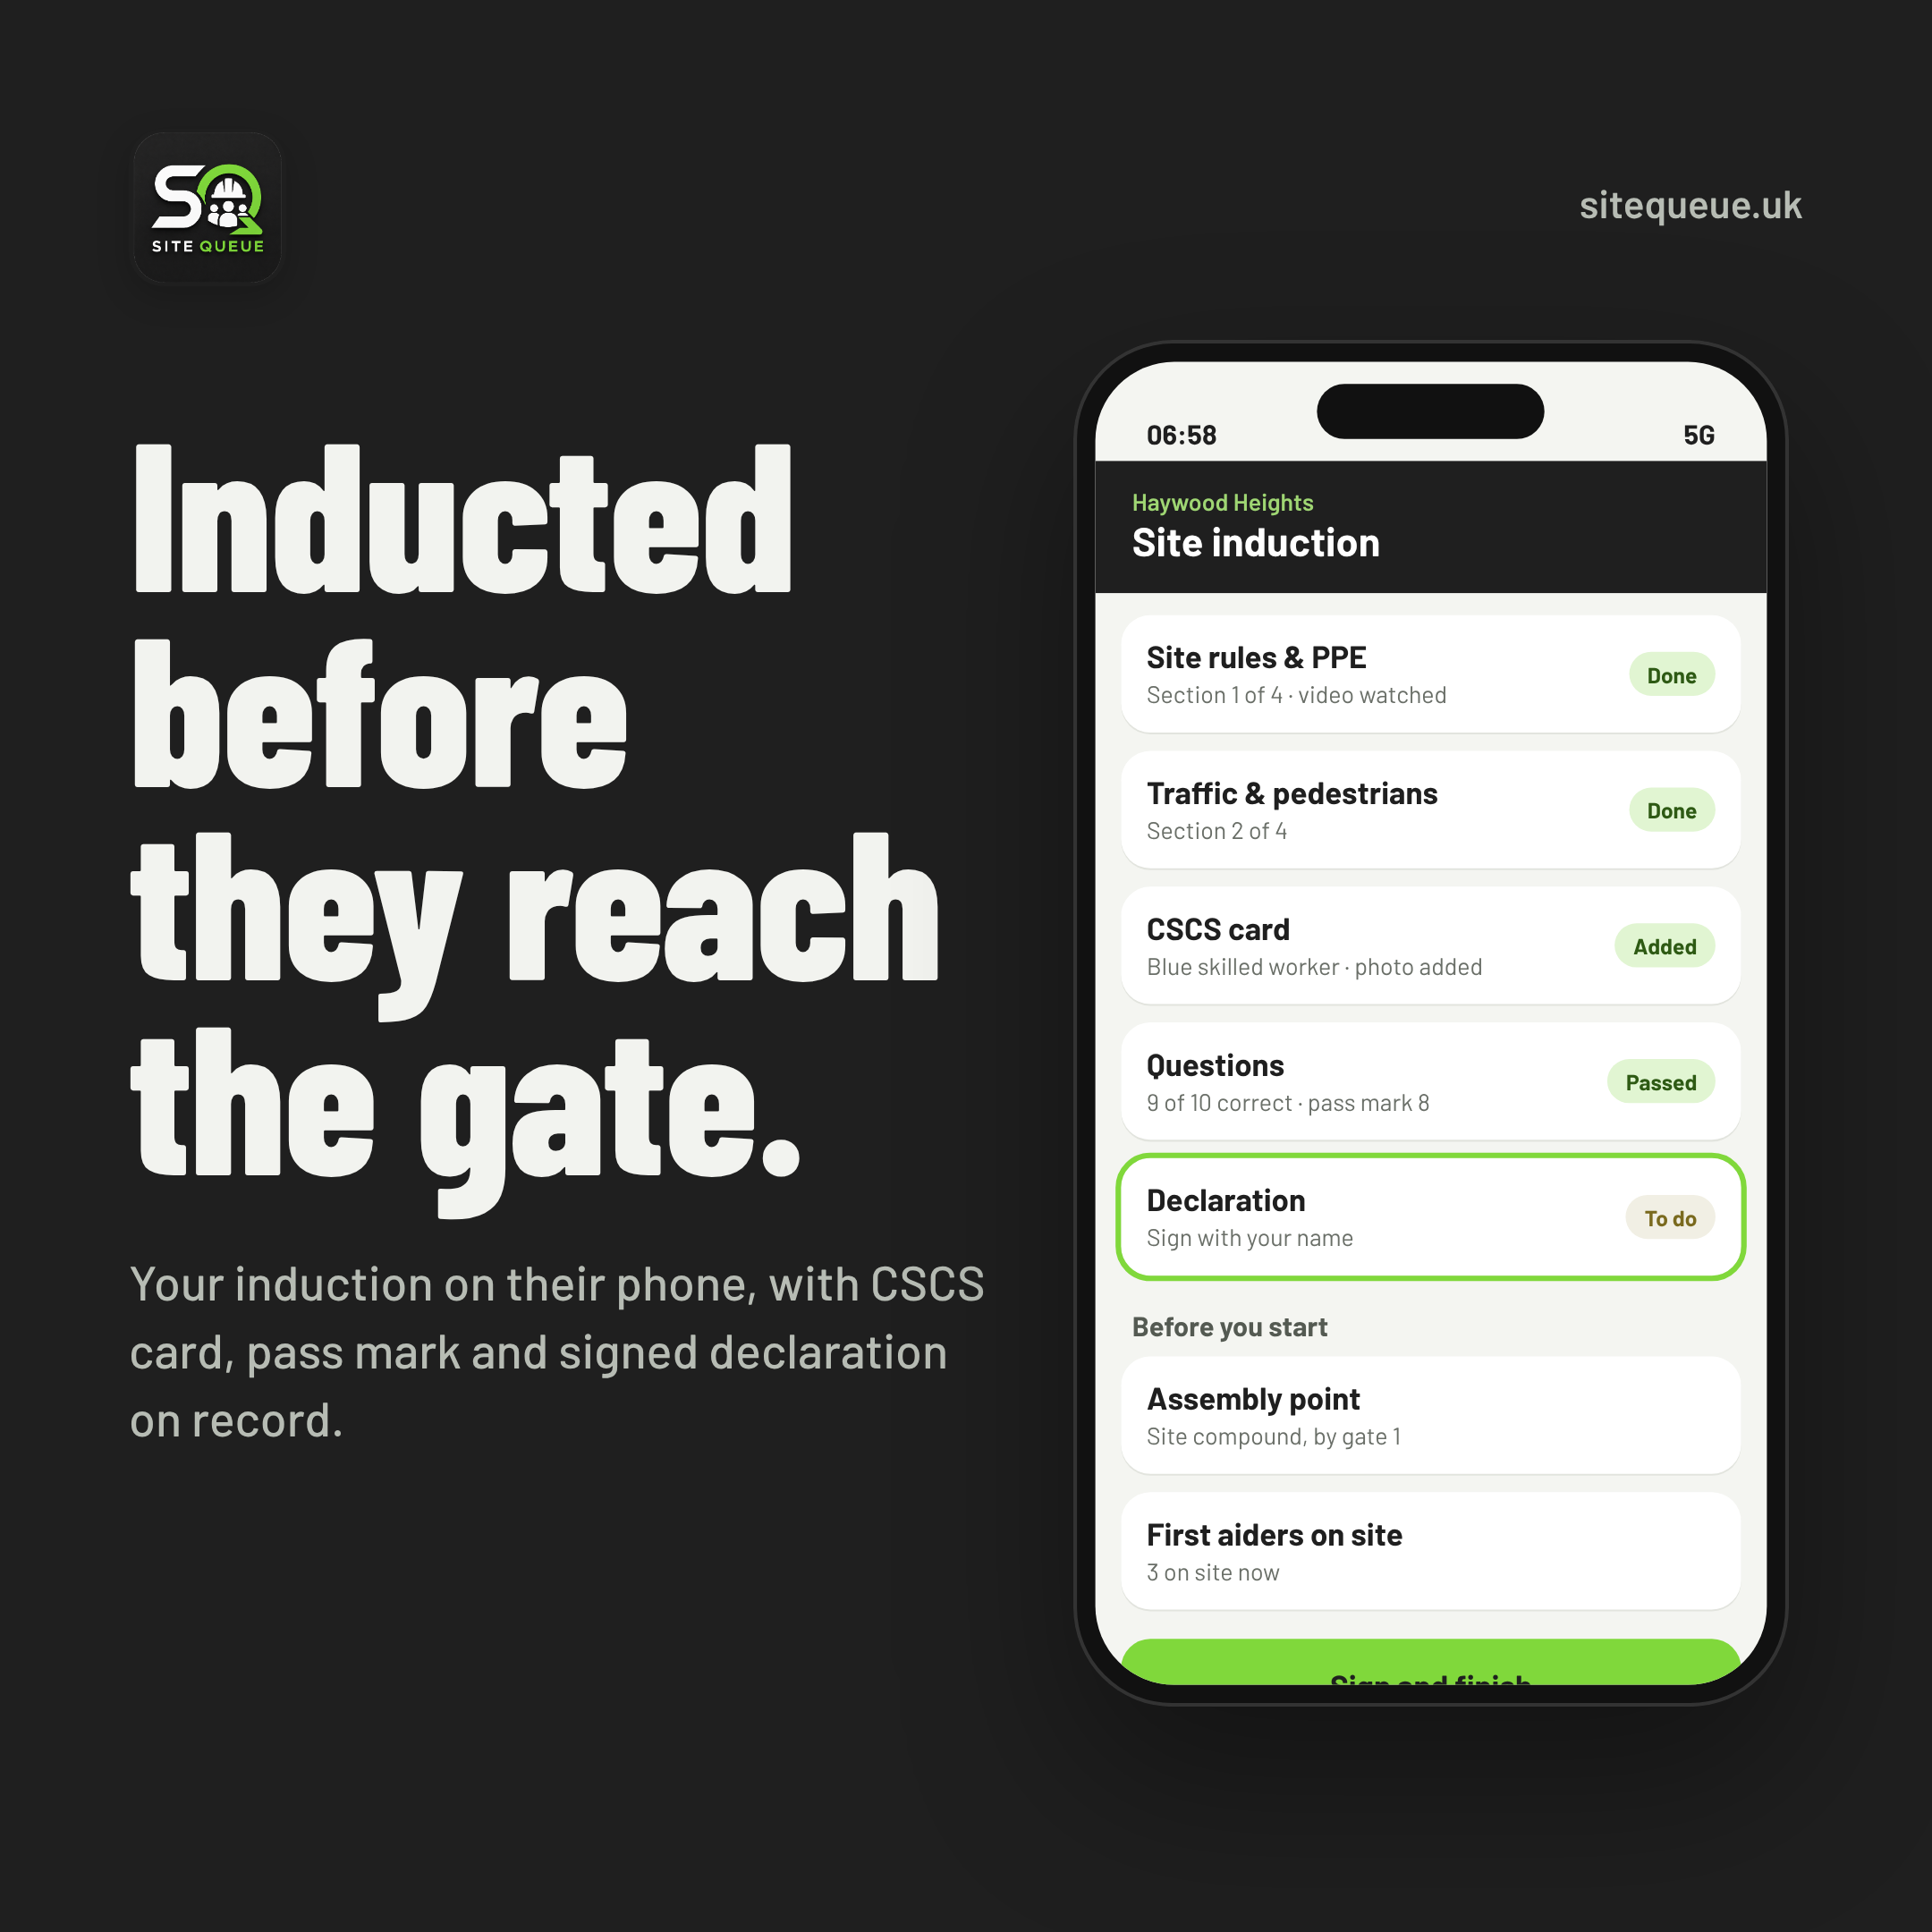 SQ
SITE QUEUE
sitequeue.uk
Inducted
before
they reach
the gate.
Your induction on their phone, with CSCS
card, pass mark and signed declaration
on record.
06:58
5G
Haywood Heights
Site induction
Site rules & PPE
Section 1 of 4 · video watched
Done
Traffic & pedestrians
Section 2 of 4
Done
CSCS card
Blue skilled worker · photo added
Added
Questions
9 of 10 correct · pass mark 8
Passed
Declaration
Sign with your name
To do
Before you start
Assembly point
Site compound, by gate 1
First aiders on site
3 on site now
Sign and finish